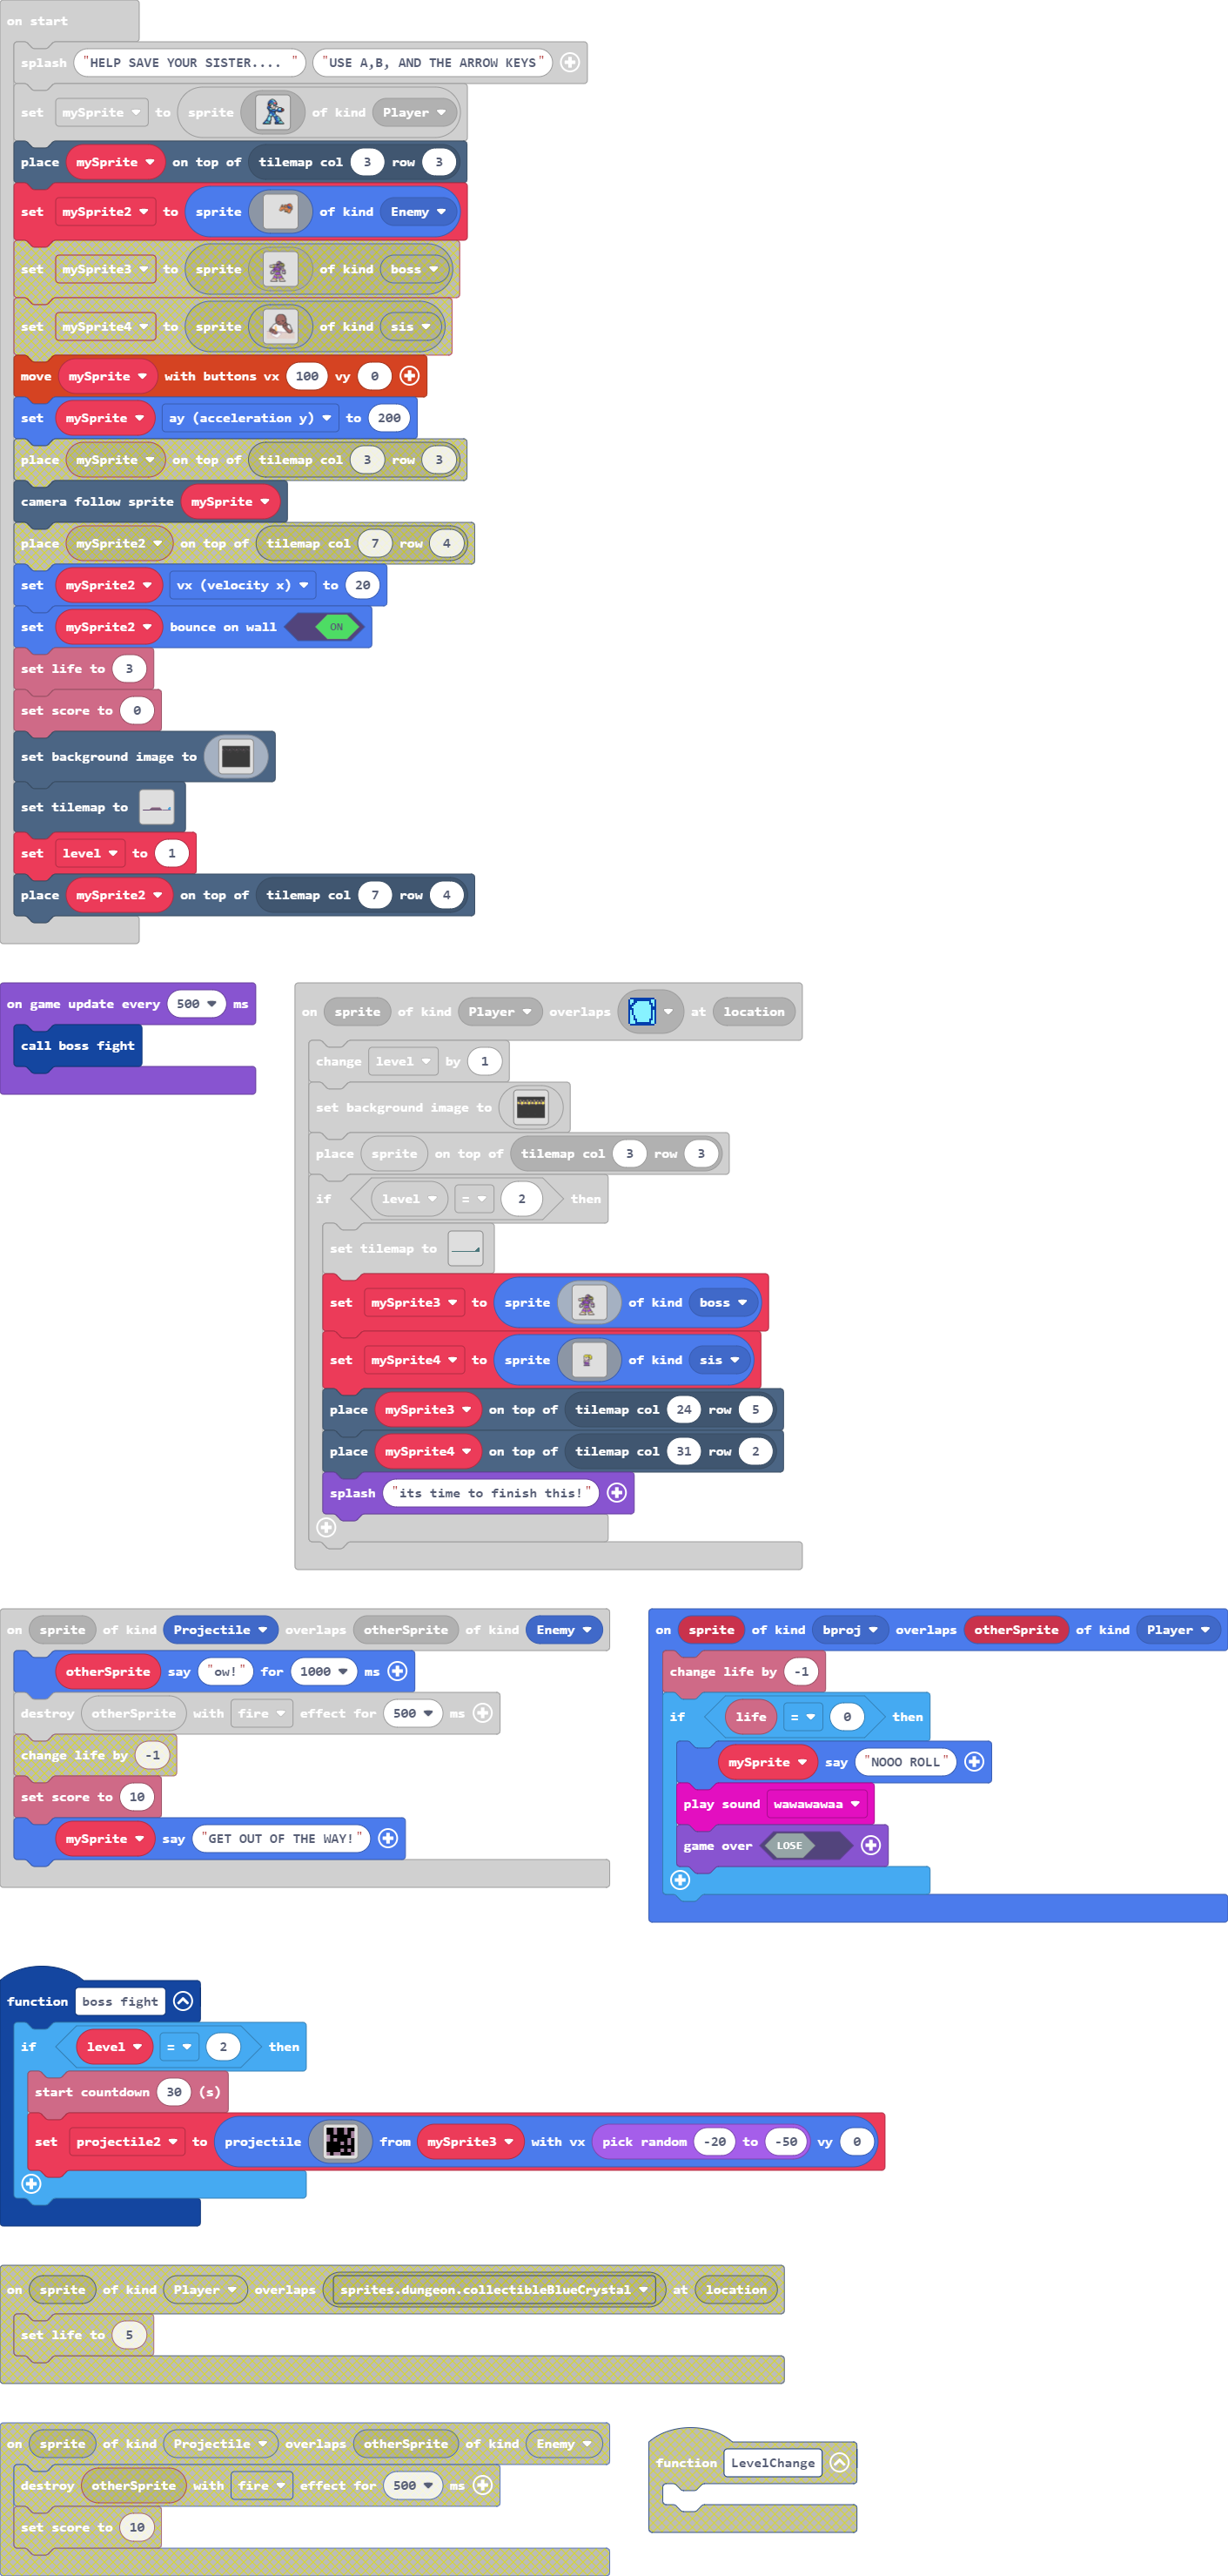 on start
splash "HELP SAVE YOUR SISTER.... " "USE A,B, AND THE ARROW KEYS"
set mySprite to sprite of kind Player
place mySprite on top of tilemap col 3 row 3
set mySprite2 to sprite of kind Enemy
set mySprite3 to sprite of kind boss
set mySprite4 to sprite of kind sis
move mySprite with buttons vx 100 vy 0
set mySprite ay (acceleration y) to 200
place mySprite on top of tilemap col 3 row 3
camera follow sprite mySprite
place mySprite2 on top of tilemap col 7 row 4
set mySprite2 vx (velocity x) to 20
set mySprite2 bounce on wall ON
set life to 3
set score to 0
set background image to
set tilemap to
set level to 1
place mySprite2 on top of tilemap col 7 row 4
on game update every 500 ms
call boss fight
on sprite of kind Player overlaps at location
change level by 1
set background image to
place sprite on top of tilemap col 3 row 3
if level = 2 then
set tilemap to
set mySprite3 to sprite of kind boss
set mySprite4 to sprite of kind sis
place mySprite3 on top of tilemap col 24 row 5
place mySprite4 on top of tilemap col 31 row 2
splash "its time to finish this!"
on sprite of kind Projectile overlaps otherSprite of kind Enemy
otherSprite say "ow!" for 1000 ms
destroy otherSprite with fire effect for 500 ms
change life by -1
set score to 10
mySprite say "GET OUT OF THE WAY!"
on sprite of kind bproj overlaps otherSprite of kind Player
change life by -1
if life = 0 then
mySprite say "NOOO ROLL"
play sound wawawawaa
game over LOSE
function boss fight
if level = 2 then
start countdown 30 (s)
set projectile2 to projectile from mySprite3 with vx pick random -20 to -50 vy 0
on sprite of kind Player overlaps sprites.dungeon.collectibleBlueCrystal at location
set life to 5
on sprite of kind Projectile overlaps otherSprite of kind Enemy
destroy otherSprite with fire effect for 500 ms
set score to 10
function LevelChange